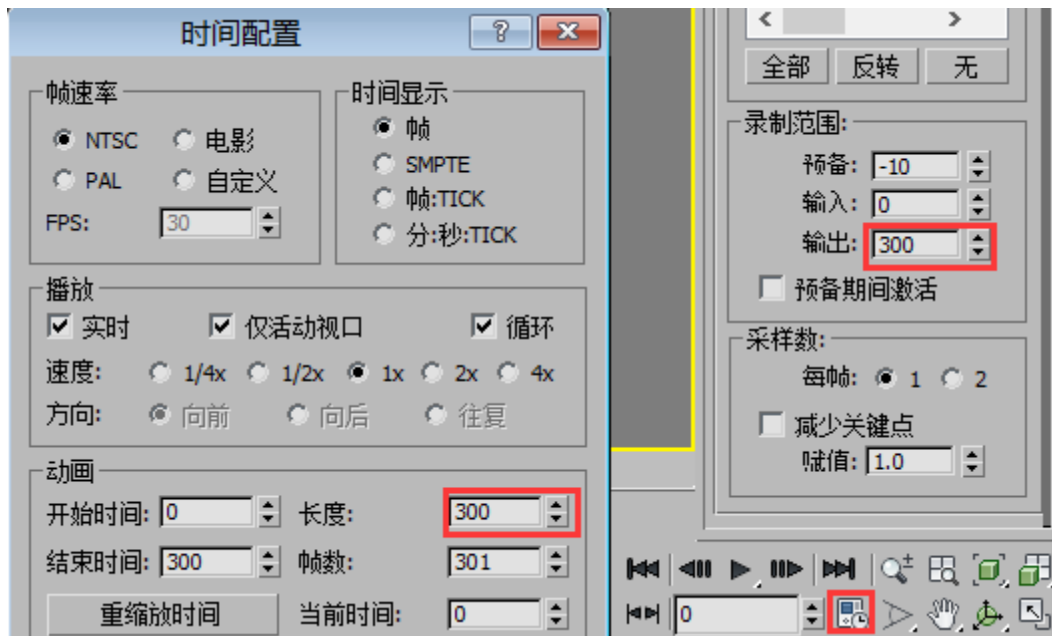 时间配置
帧速率
NTSC 电影
PAL 自定义
FPS: 30
时间显示
帧
SMPTE
帧:TICK
分:秒:TICK
播放
实时 仅活动视口 循环
速度: 1/4x 1/2x 1x 2x 4x
方向: 向前 向后 往复
动画
开始时间: 0 长度: 300
结束时间: 300 帧数: 301
重缩放时间 当前时间: 0
全部 反转 无
录制范围:
预备: -10
输入: 0
输出: 300
预备期间激活
采样数:
每帧: 1 2
减少关键点
赋值: 1.0
0